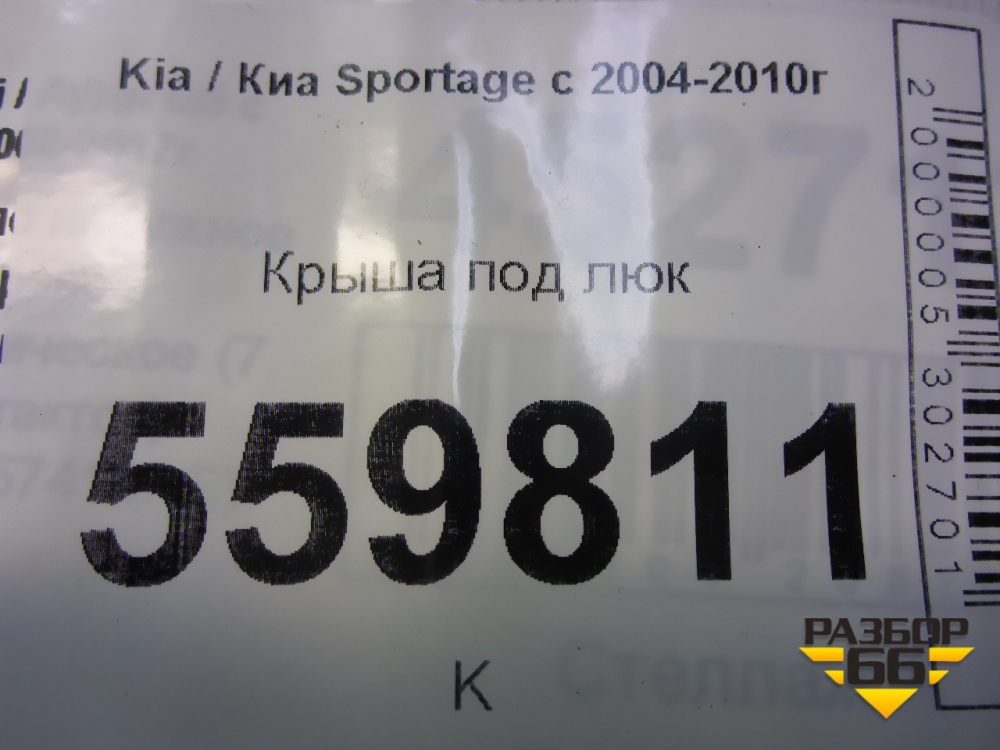 Kia / Киа Sportage с 2004-2010г
Крыша под люк
559811
К
2000005302701
РАЗБОР
66